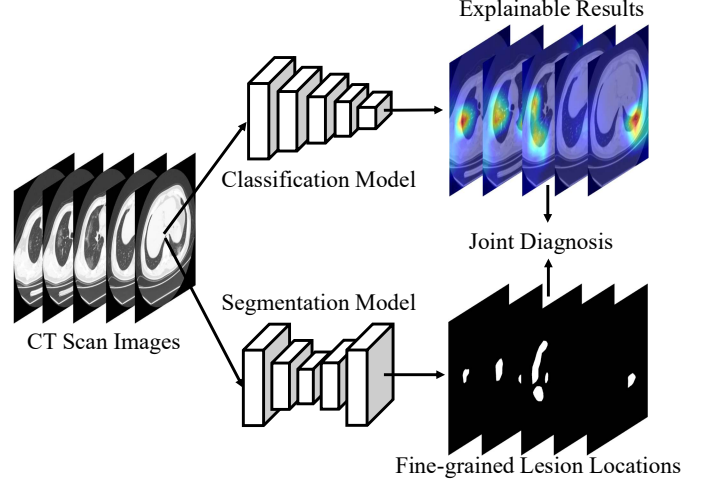 Explainable Results
Classification Model
Joint Diagnosis
Segmentation Model
CT Scan Images
Fine-grained Lesion Locations